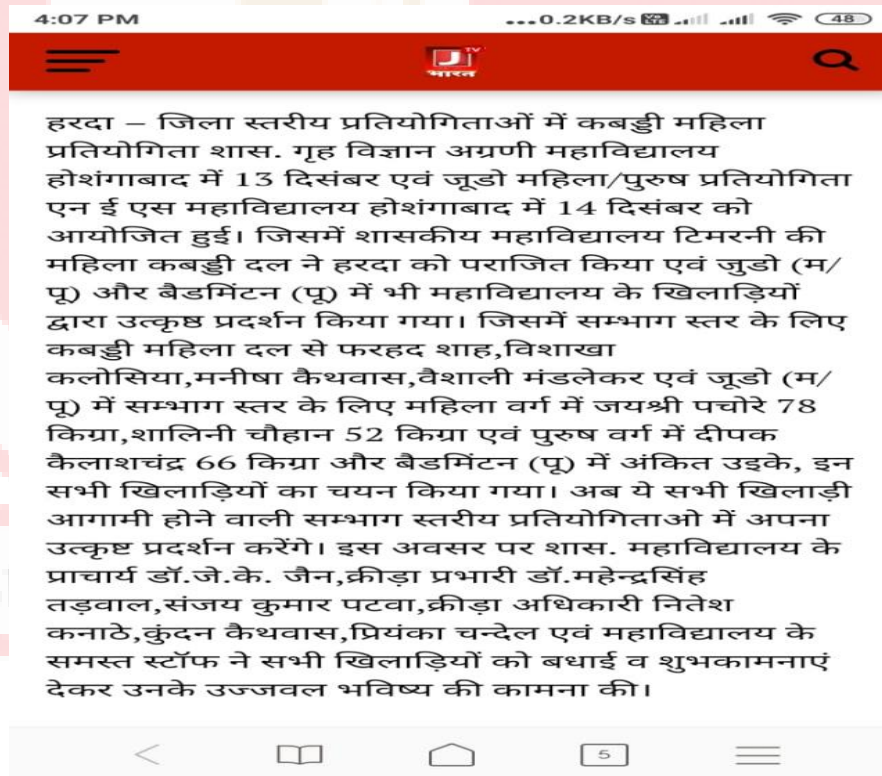 4:07 PM
...0.2KB/s
48
J TV
भारत
हरदा – जिला स्तरीय प्रतियोगिताओं में कबड्डी महिला
प्रतियोगिता शास. गृह विज्ञान अग्रणी महाविद्यालय
होशंगाबाद में 13 दिसंबर एवं जूडो महिला/पुरुष प्रतियोगिता
एन ई एस महाविद्यालय होशंगाबाद में 14 दिसंबर को
आयोजित हुई। जिसमें शासकीय महाविद्यालय टिमरनी की
महिला कबड्डी दल ने हरदा को पराजित किया एवं जुडो (म/
पू) और बैडमिंटन (पू) में भी महाविद्यालय के खिलाड़ियों
द्वारा उत्कृष्ठ प्रदर्शन किया गया। जिसमें सम्भाग स्तर के लिए
कबड्डी महिला दल से फरहद शाह,विशाखा
कलोसिया,मनीषा कैथवास,वैशाली मंडलेकर एवं जूडो (म/
पू) में सम्भाग स्तर के लिए महिला वर्ग में जयश्री पचोरे 78
किग्रा,शालिनी चौहान 52 किग्रा एवं पुरुष वर्ग में दीपक
कैलाशचंद्र 66 किग्रा और बैडमिंटन (पू) में अंकित उइके, इन
सभी खिलाड़ियों का चयन किया गया। अब ये सभी खिलाड़ी
आगामी होने वाली सम्भाग स्तरीय प्रतियोगिताओ में अपना
उत्कृष्ट प्रदर्शन करेंगे। इस अवसर पर शास. महाविद्यालय के
प्राचार्य डॉ.जे.के. जैन,क्रीड़ा प्रभारी डॉ.महेन्द्रसिंह
तड़वाल,संजय कुमार पटवा,क्रीड़ा अधिकारी नितेश
कनाठे,कुंदन कैथवास,प्रियंका चन्देल एवं महाविद्यालय के
समस्त स्टॉफ ने सभी खिलाड़ियों को बधाई व शुभकामनाएं
देकर उनके उज्जवल भविष्य की कामना की।
5